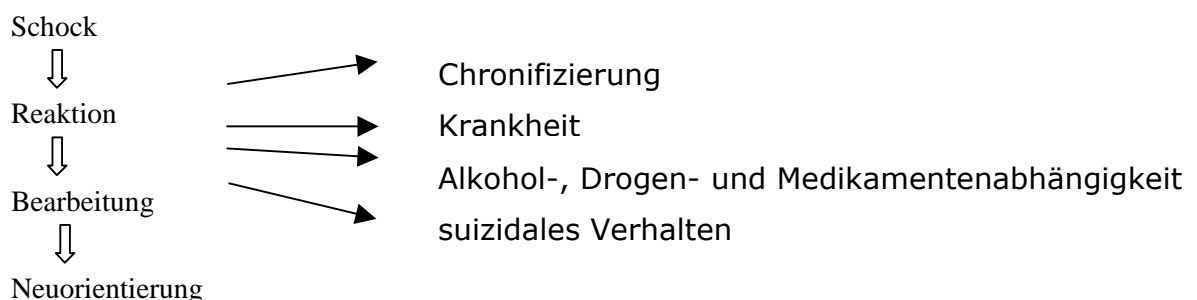 Schock
Reaktion
Bearbeitung
Neuorientierung
Chronifizierung
Krankheit
Alkohol-, Drogen- und Medikamentenabhängigkeit
suizidales Verhalten